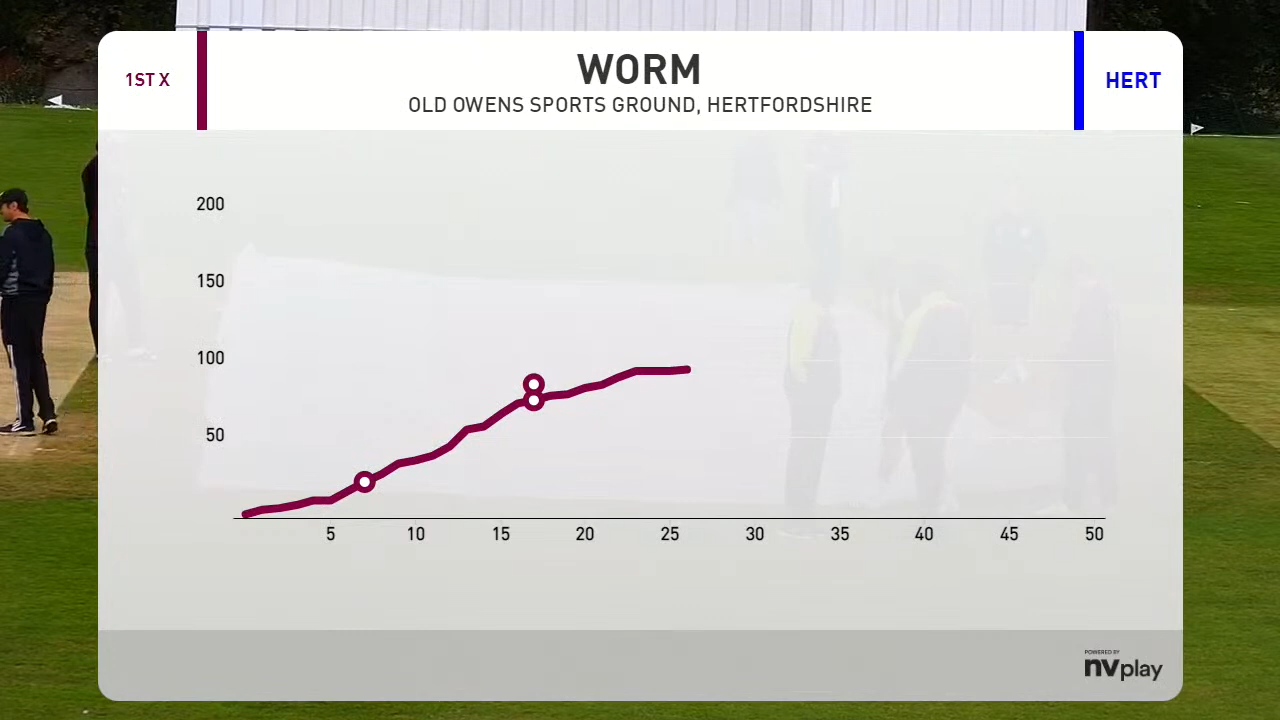 1ST X
WORM
OLD OWENS SPORTS GROUND, HERTFORDSHIRE
HERT
200
150
100
50
5 10 15 20 25 30 35 40 45 50
POWERED BY
nvplay